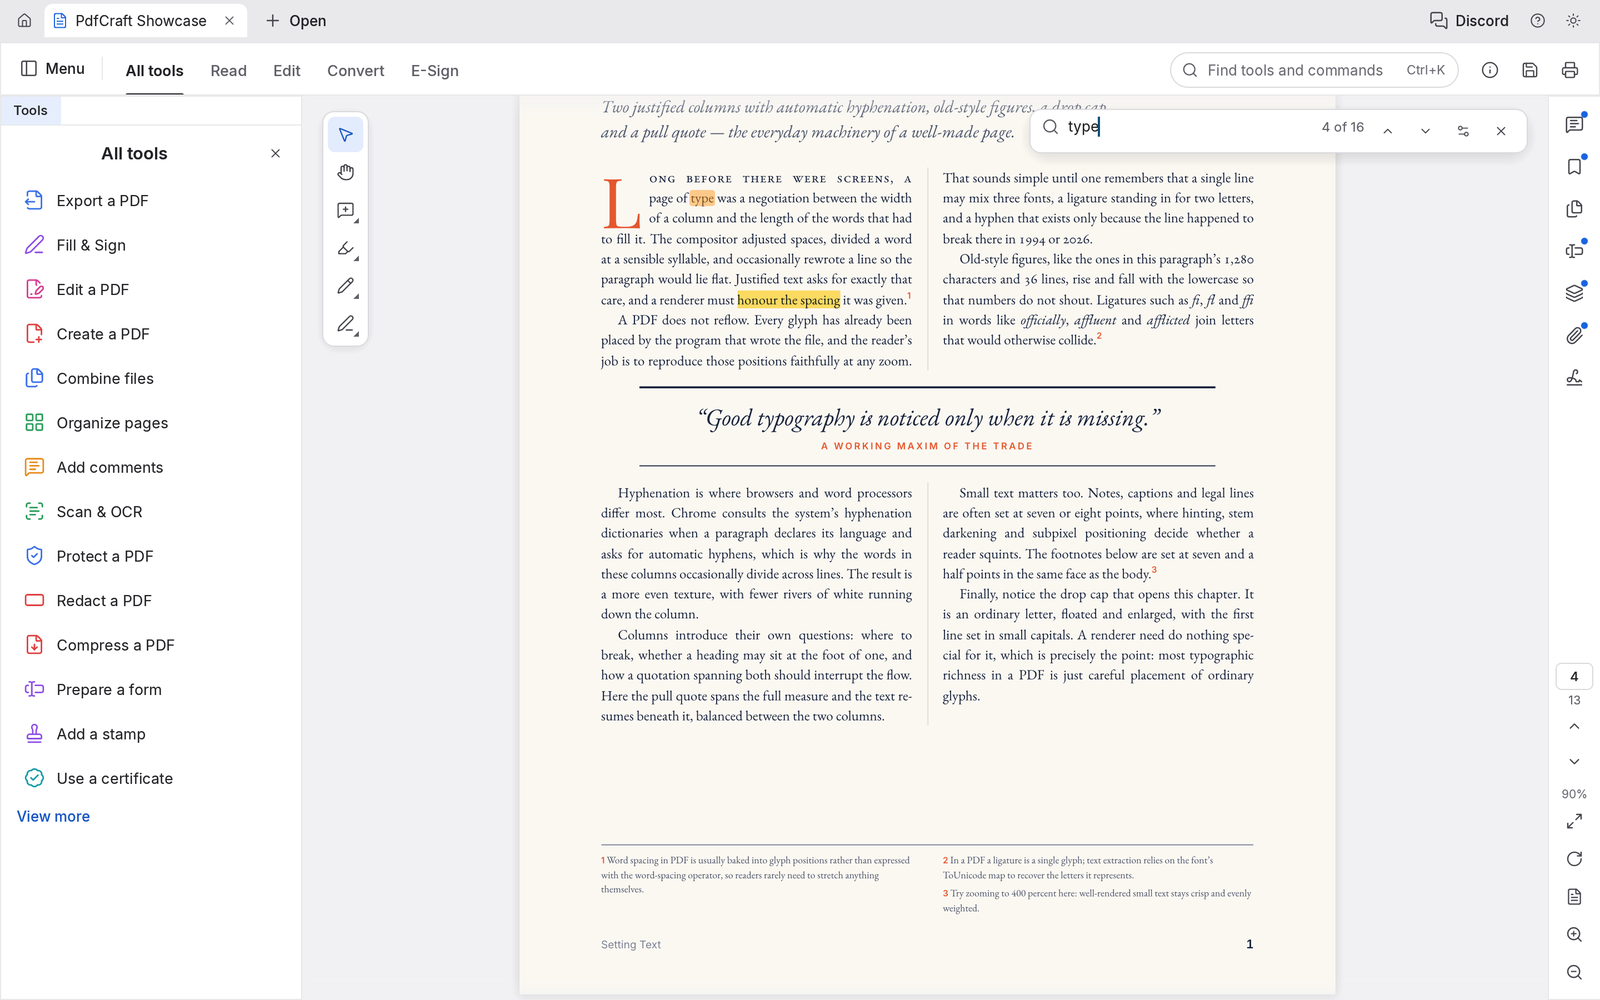 PdfCraft Showcase
Open
Discord
Menu
All tools
Read
Edit
Convert
E-Sign
Find tools and commands
Ctrl+K
Tools
All tools
Export a PDF
Fill & Sign
Edit a PDF
Create a PDF
Combine files
Organize pages
Add comments
Scan & OCR
Protect a PDF
Redact a PDF
Compress a PDF
Prepare a form
Add a stamp
Use a certificate
View more
type
4 of 16
Two justified columns with automatic hyphenation, old-style figures, a drop cap
and a pull quote — the everyday machinery of a well-made page.
LONG BEFORE THERE WERE SCREENS, A
page of type was a negotiation between the width
of a column and the length of the words that had
to fill it. The compositor adjusted spaces, divided a word
at a sensible syllable, and occasionally rewrote a line so the
paragraph would lie flat. Justified text asks for exactly that
care, and a renderer must honour the spacing it was given.1
A PDF does not reflow. Every glyph has already been
placed by the program that wrote the file, and the reader’s
job is to reproduce those positions faithfully at any zoom.
That sounds simple until one remembers that a single line
may mix three fonts, a ligature standing in for two letters,
and a hyphen that exists only because the line happened to
break there in 1994 or 2026.
Old-style figures, like the ones in this paragraph’s 1,280
characters and 36 lines, rise and fall with the lowercase so
that numbers do not shout. Ligatures such as fi, fl and ffi
in words like officially, affluent and afflicted join letters
that would otherwise collide.2
“Good typography is noticed only when it is missing.”
A WORKING MAXIM OF THE TRADE
Hyphenation is where browsers and word processors
differ most. Chrome consults the system’s hyphenation
dictionaries when a paragraph declares its language and
asks for automatic hyphens, which is why the words in
these columns occasionally divide across lines. The result is
a more even texture, with fewer rivers of white running
down the column.
Columns introduce their own questions: where to
break, whether a heading may sit at the foot of one, and
how a quotation spanning both should interrupt the flow.
Here the pull quote spans the full measure and the text re-
sumes beneath it, balanced between the two columns.
Small text matters too. Notes, captions and legal lines
are often set at seven or eight points, where hinting, stem
darkening and subpixel positioning decide whether a
reader squints. The footnotes below are set at seven and a
half points in the same face as the body.3
Finally, notice the drop cap that opens this chapter. It
is an ordinary letter, floated and enlarged, with the first
line set in small capitals. A renderer need do nothing spe-
cial for it, which is precisely the point: most typographic
richness in a PDF is just careful placement of ordinary
glyphs.
1 Word spacing in PDF is usually baked into glyph positions rather than expressed
with the word-spacing operator, so readers rarely need to stretch anything
themselves.
2 In a PDF a ligature is a single glyph; text extraction relies on the font’s
ToUnicode map to recover the letters it represents.
3 Try zooming to 400 percent here: well-rendered small text stays crisp and evenly
weighted.
Setting Text
1
4
13
90%